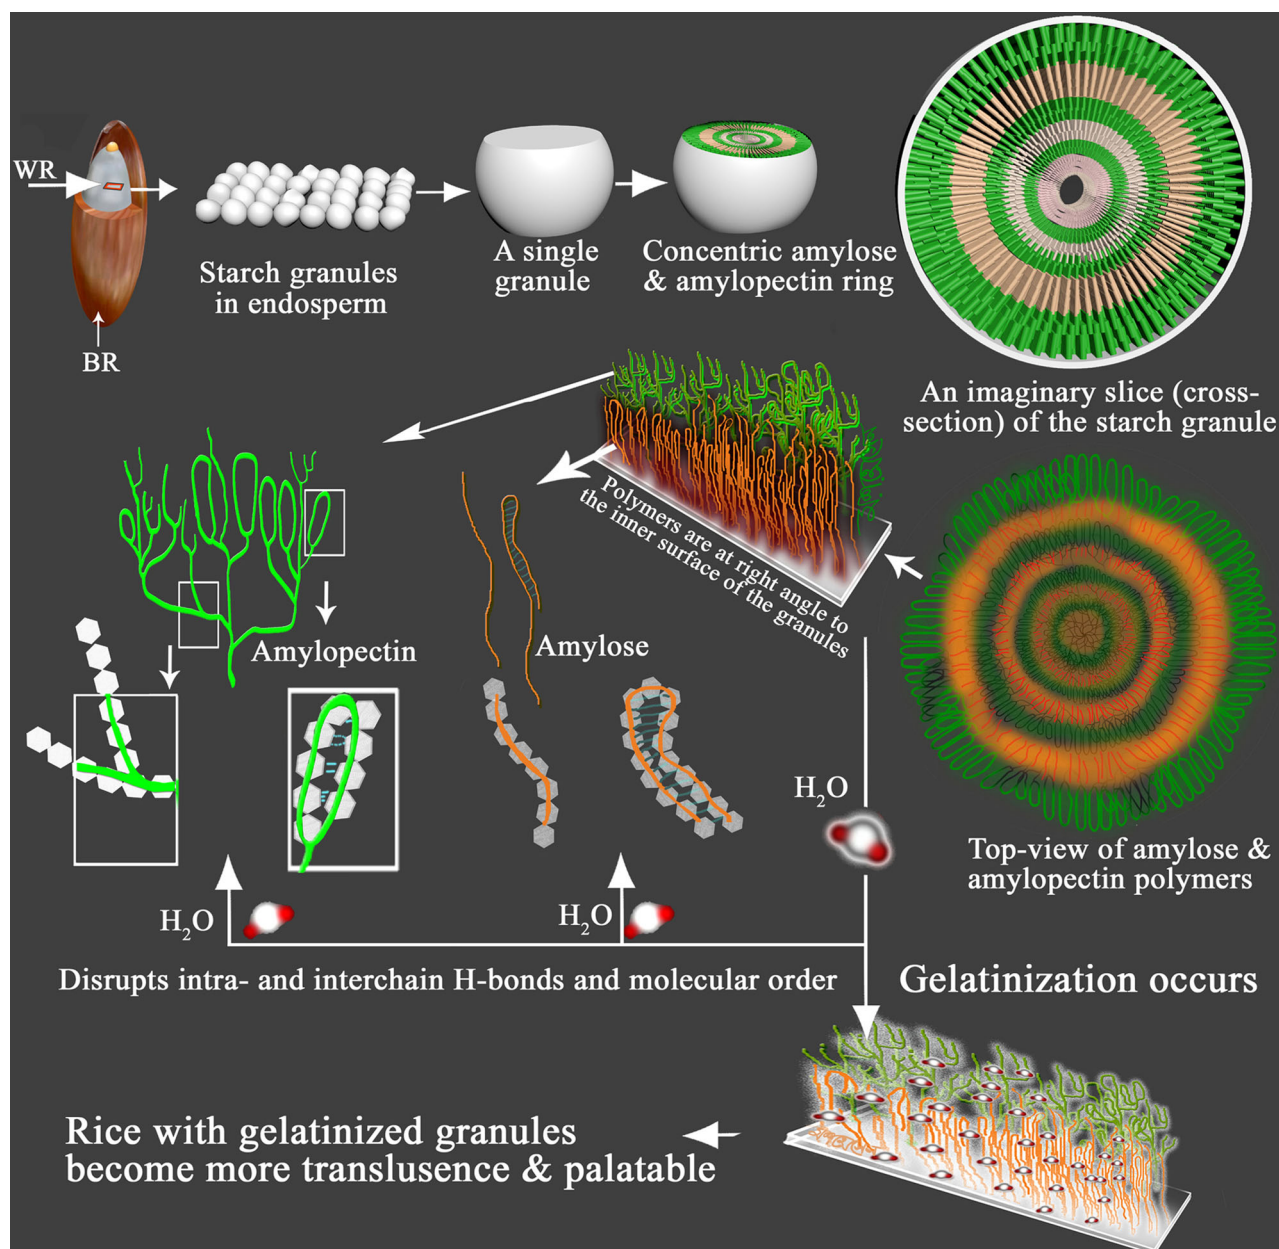 WR
BR
Starch granules
in endosperm
A single
granule
Concentric amylose
& amylopectin ring
An imaginary slice (cross-
section) of the starch granule
Polymers are at right angle to
the inner surface of the granules
Amylopectin
Amylose
H₂O
Top-view of amylose &
amylopectin polymers
H₂O
H₂O
Disrupts intra- and interchain H-bonds and molecular order
Gelatinization occurs
Rice with gelatinized granules
become more translusence & palatable